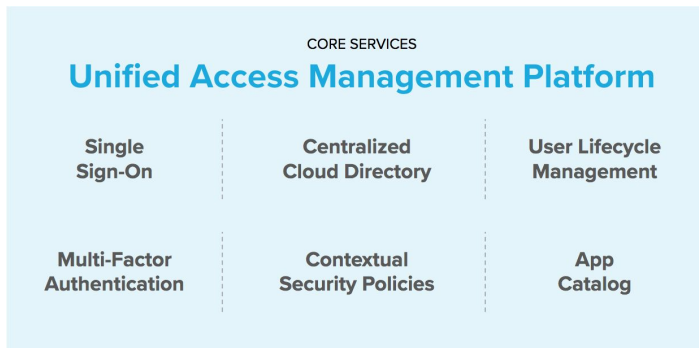 CORE SERVICES
Unified Access Management Platform
Single
Sign-On
Centralized
Cloud Directory
User Lifecycle
Management
Multi-Factor
Authentication
Contextual
Security Policies
App
Catalog